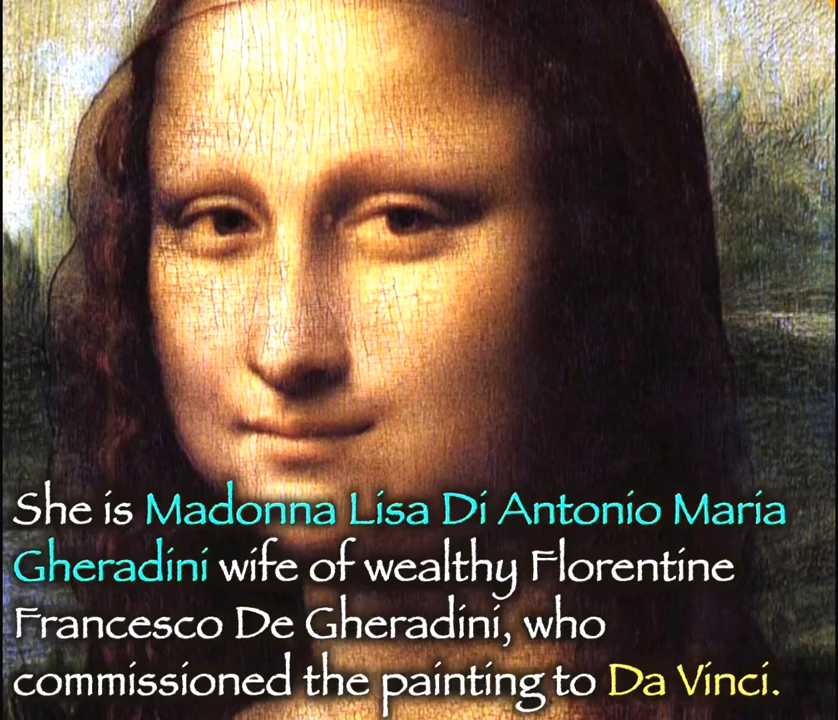 She is Madonna Lisa Di Antonio Maria
Gheradini wife of wealthy Florentine
Francesco De Gheradini, who
commissioned the painting to Da Vinci.